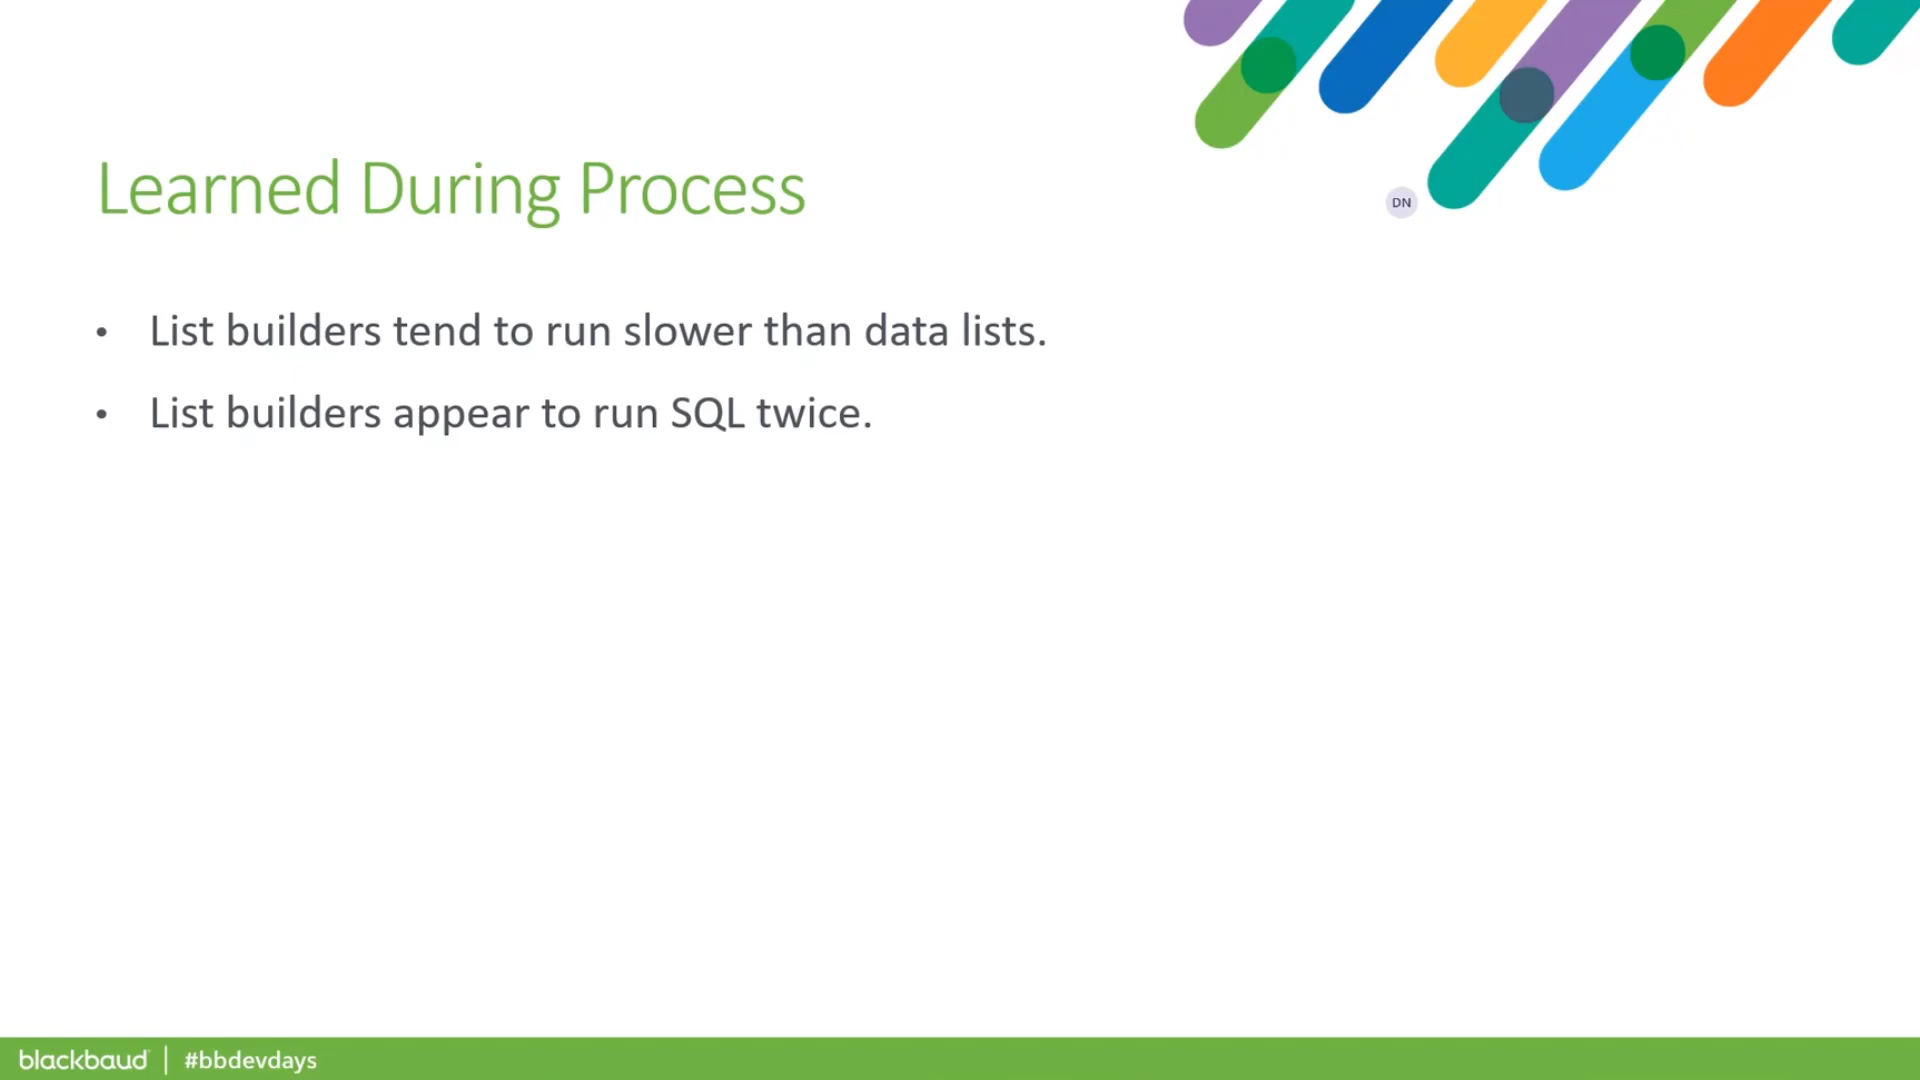 Learned During Process
DN
• List builders tend to run slower than data lists.
• List builders appear to run SQL twice.
blackbaud | #bbdevdays